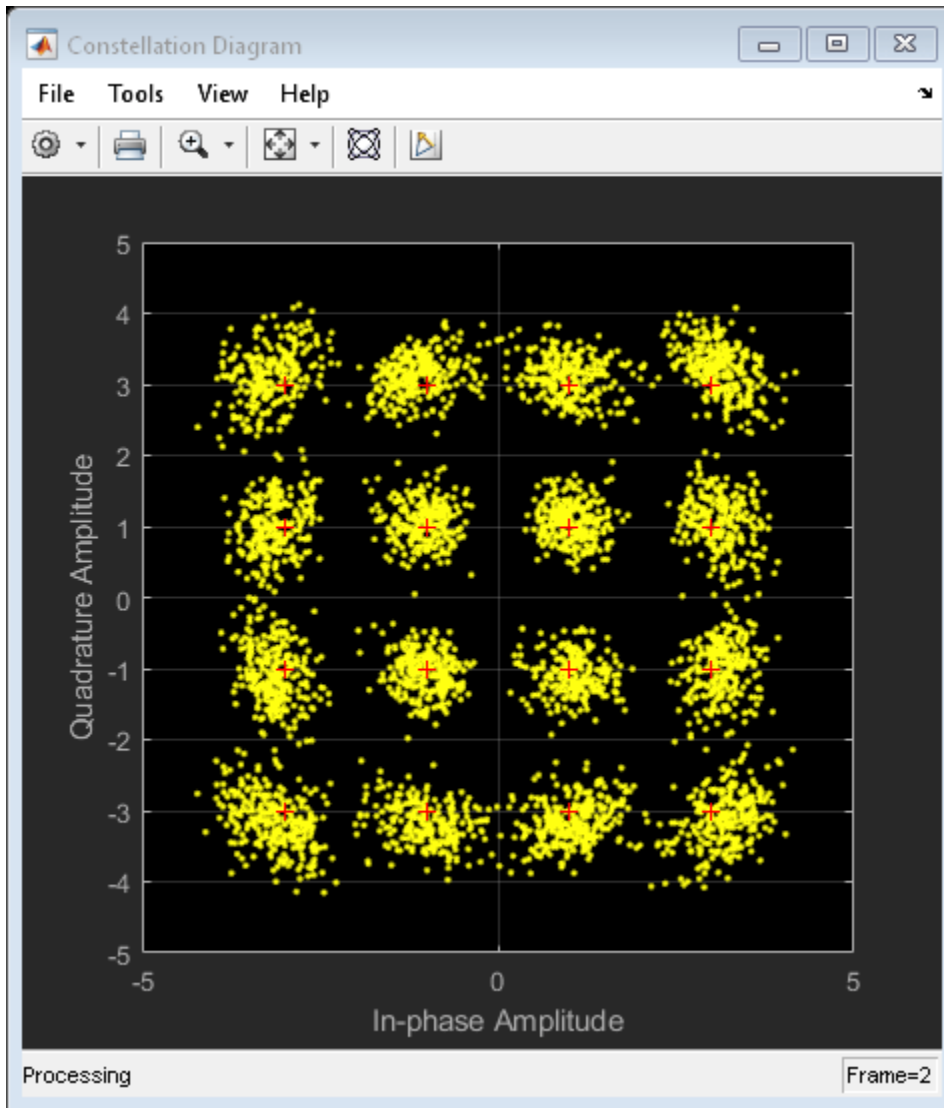 Constellation Diagram
File Tools View Help
5
4
3
2
1
0
-1
-2
-3
-4
-5
Quadrature Amplitude
-5 0 5
In-phase Amplitude
Processing Frame=2